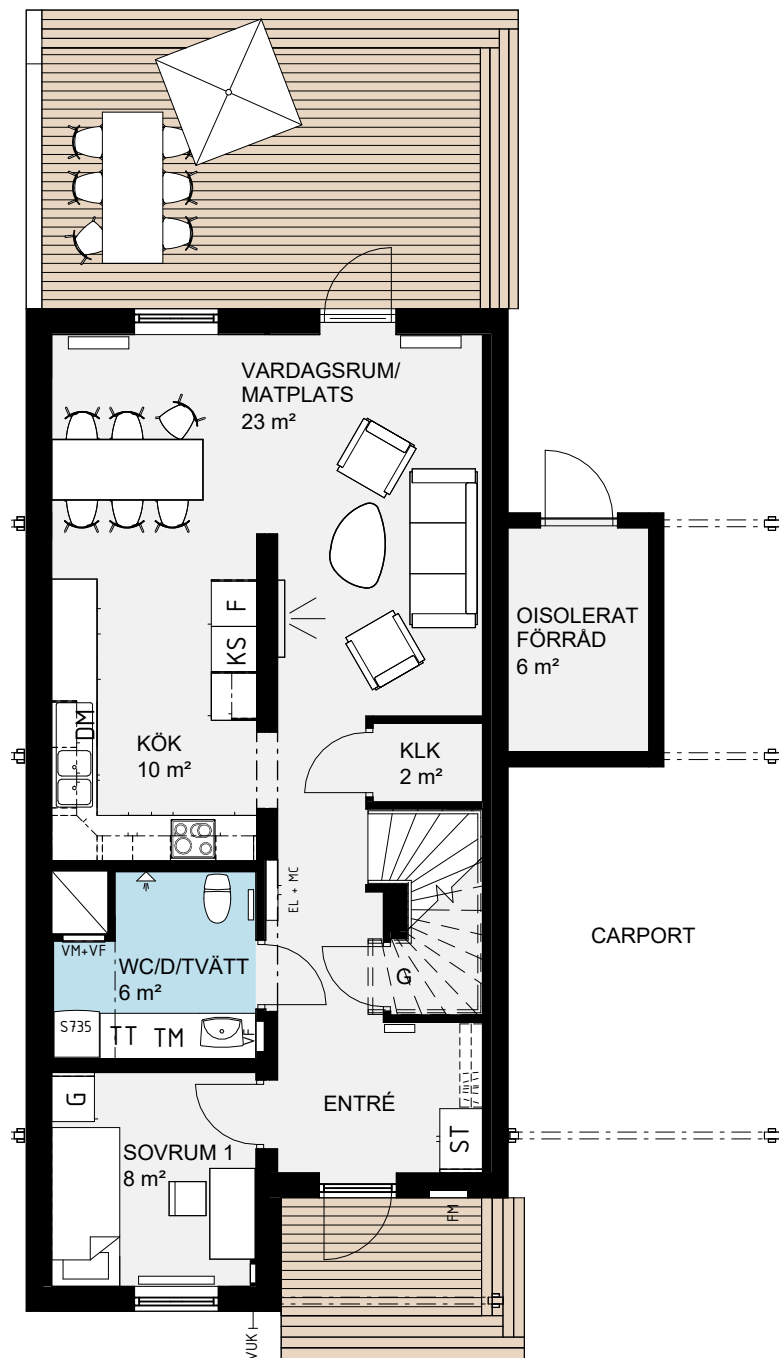 VARDAGSRUM/
MATPLATS
23 m²
F
KS
OISOLERAT
FÖRRÅD
6 m²
DM
KÖK
10 m²
KLK
2 m²
EL + MC
CARPORT
VM+VF
WC/D/TVÄTT
6 m²
G
S735
TT
TM
VF
G
ENTRÉ
ST
SOVRUM 1
8 m²
FM
VUK